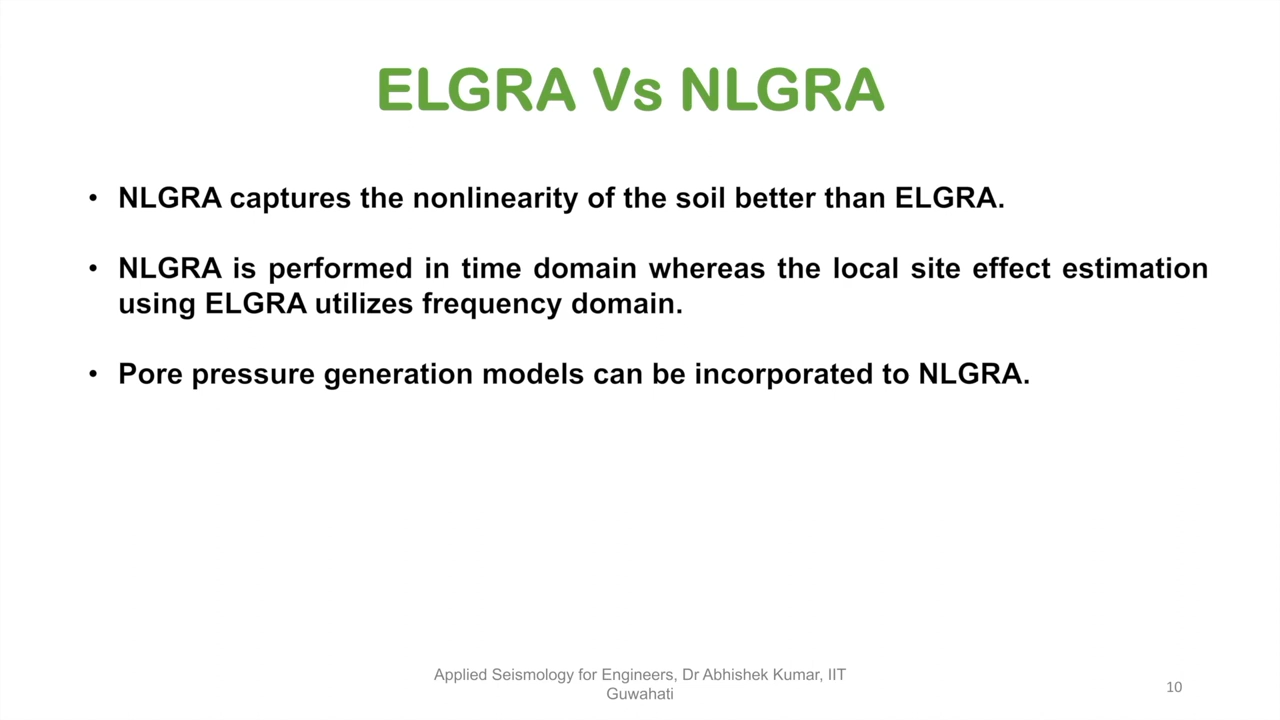 ELGRA Vs NLGRA
• NLGRA captures the nonlinearity of the soil better than ELGRA.
• NLGRA is performed in time domain whereas the local site effect estimation
using ELGRA utilizes frequency domain.
• Pore pressure generation models can be incorporated to NLGRA.
Applied Seismology for Engineers, Dr Abhishek Kumar, IIT
Guwahati
10